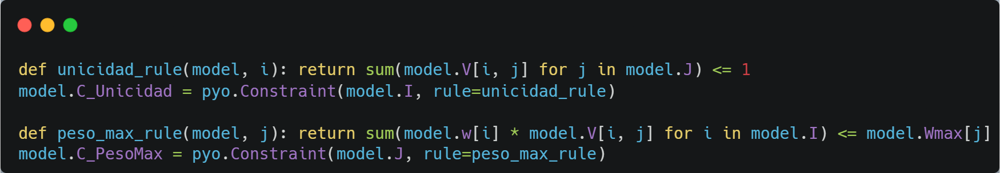 def unicidad_rule(model, i): return sum(model.V[i, j] for j in model.J) <= 1
model.C_Unicidad = pyo.Constraint(model.I, rule=unicidad_rule)
def peso_max_rule(model, j): return sum(model.w[i] * model.V[i, j] for i in model.I) <= model.Wmax[j]
model.C_PesoMax = pyo.Constraint(model.J, rule=peso_max_rule)